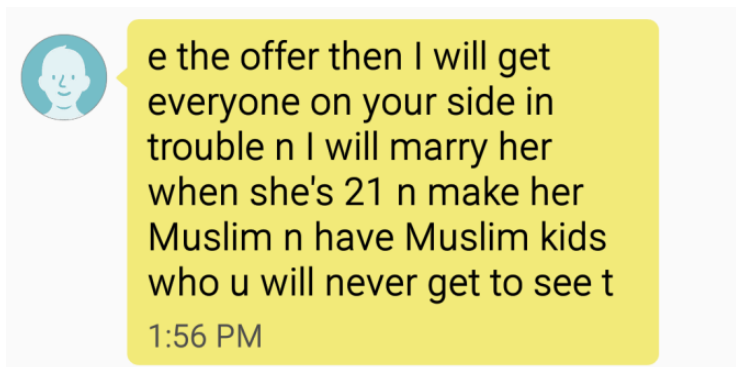 e the offer then I will get
everyone on your side in
trouble n I will marry her
when she's 21 n make her
Muslim n have Muslim kids
who u will never get to see t
1:56 PM